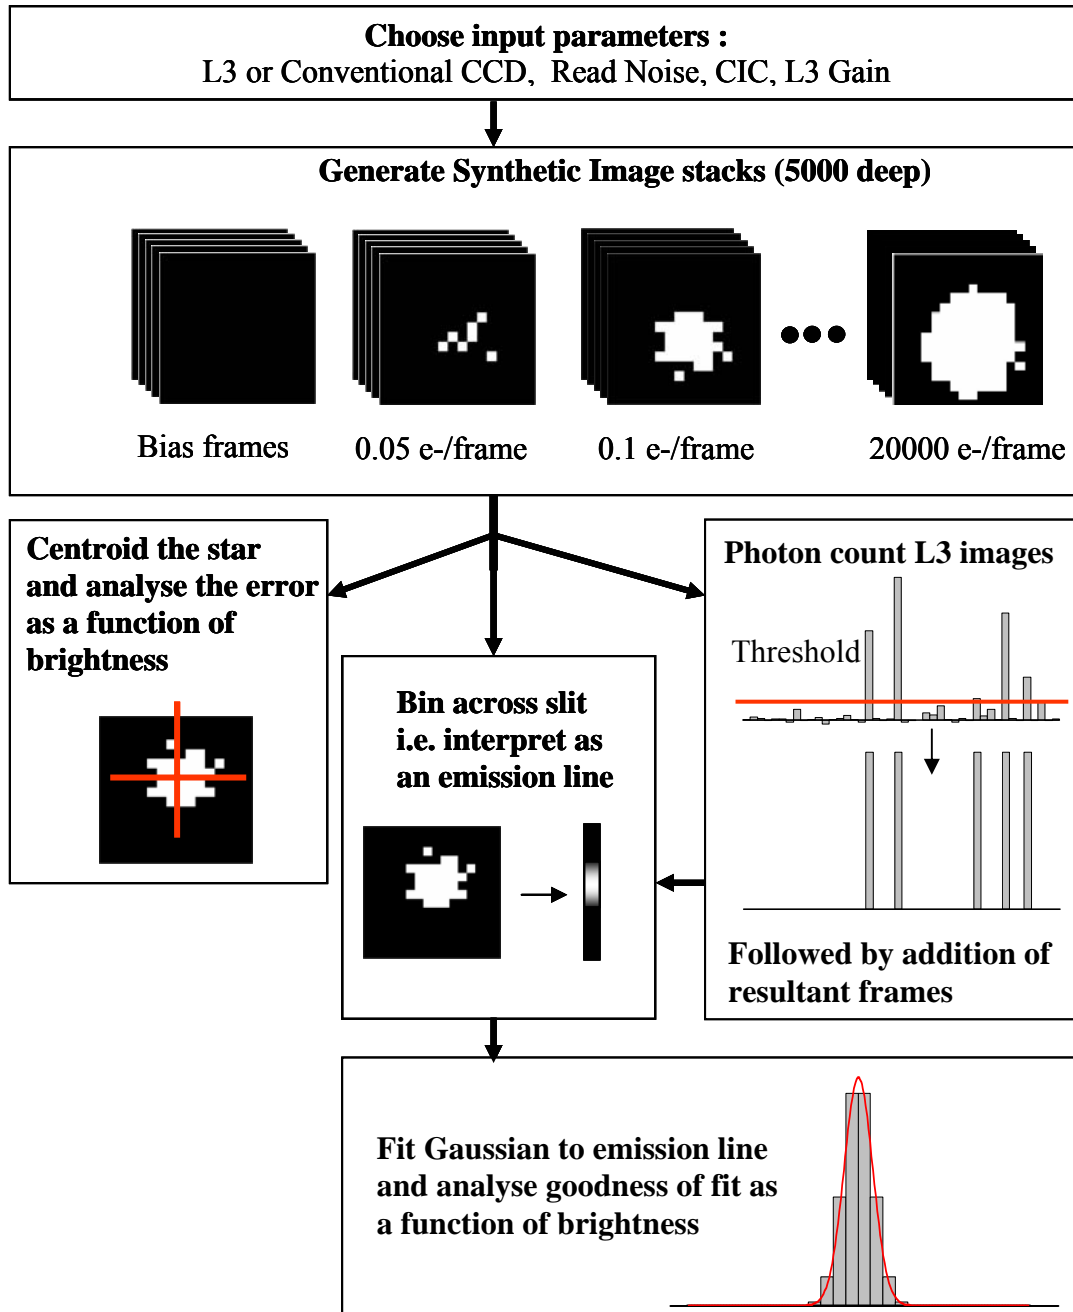 Choose input parameters :
L3 or Conventional CCD, Read Noise, CIC, L3 Gain
Generate Synthetic Image stacks (5000 deep)
Bias frames
0.05 e-/frame
0.1 e-/frame
20000 e-/frame
Centroid the star
and analyse the error
as a function of
brightness
Bin across slit
i.e. interpret as
an emission line
Photon count L3 images
Threshold
Followed by addition of
resultant frames
Fit Gaussian to emission line
and analyse goodness of fit as
a function of brightness